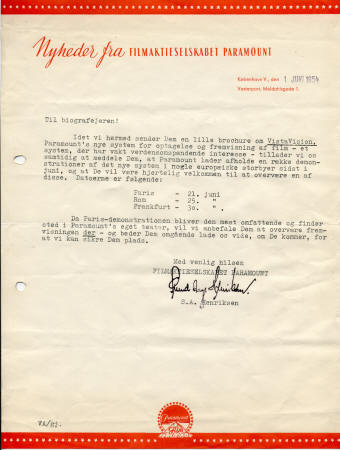 Nyheder fra FILMAKTIESELSKABET PARAMOUNT
København V., den 1 JUNI 1954
Vesterport, Meldahlsgade 1.
Til biografejeren!
Idet vi hermed sender Dem en lille brochure om VistaVision,
Paramount's nye system for optagelse og fremvisning af film - et
system, der har vakt verdensomspændende interesse - tillader vi os
samtidig at meddele Dem, at Paramount lader afholde en række demon-
strationer af det nye system i nogle europæiske storbyer sidst i
juni, og at De vil være hjertelig velkommen til at overvære en af
disse. Datoerne er følgende:
Paris - 21. juni
Rom - 25. "
Frankfurt - 30. "
Da Paris-demonstrationen bliver den mest omfattende og finder
sted i Paramount's eget teater, vil vi anbefale Dem at overvære frem-
visningen der - og beder Dem omgående lade os vide, om De kommer, for
at vi kan sikre Dem plads.
Med venlig hilsen
FILMAKTIESELSKABET PARAMOUNT
S.A. Henriksen
Paramount